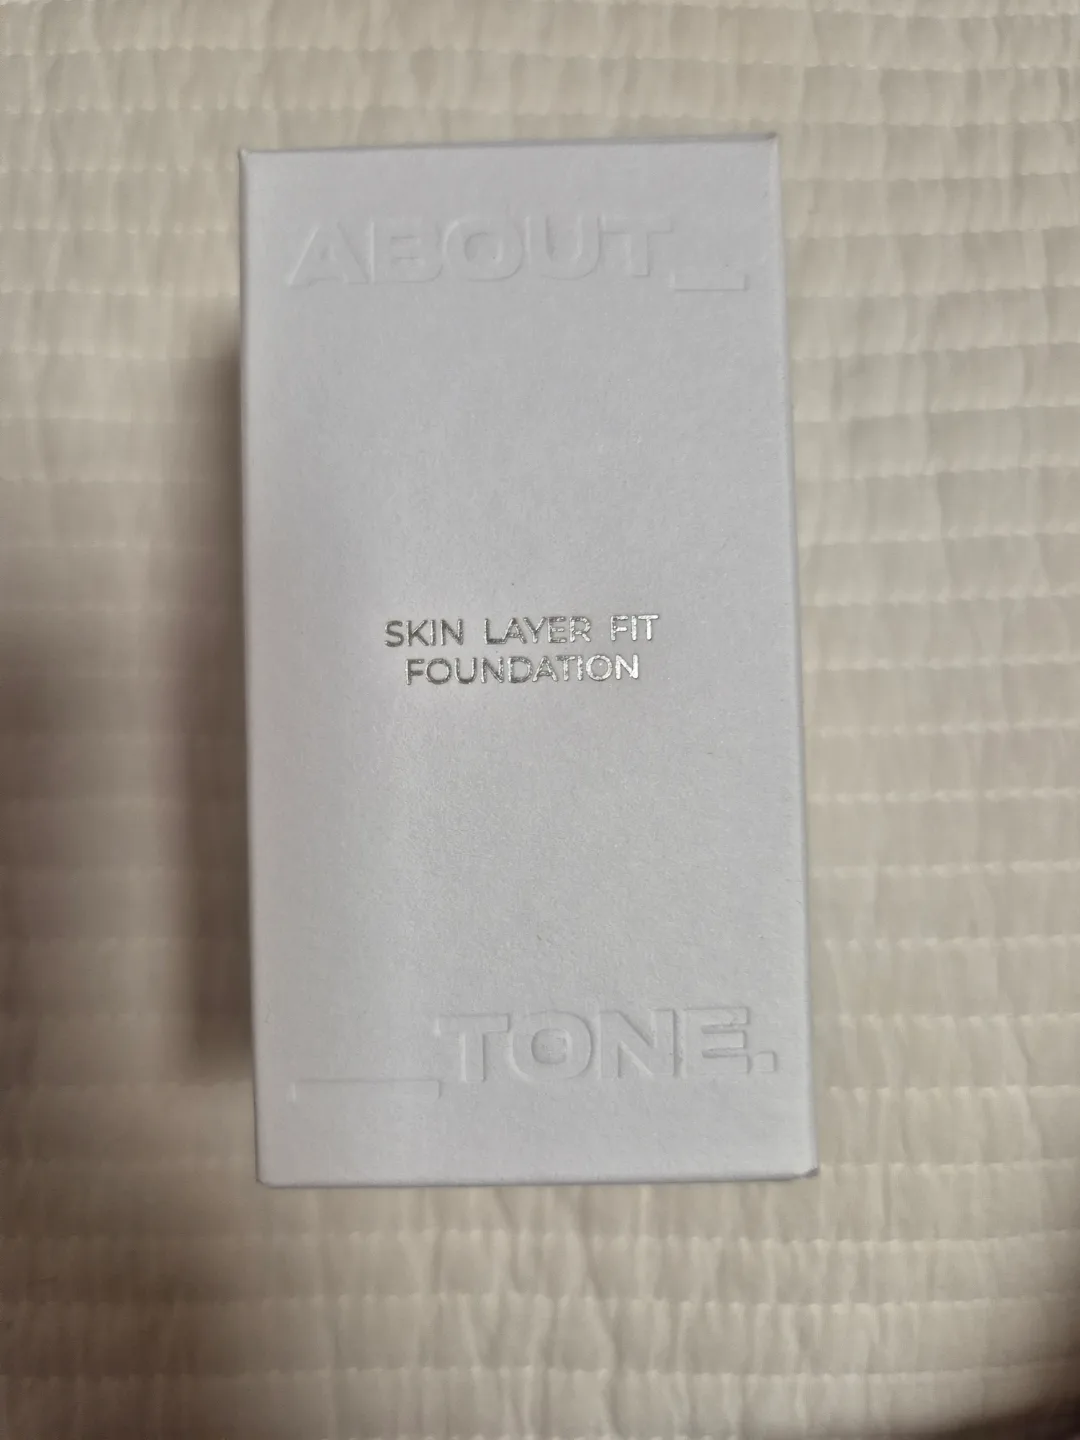 ABOUT_
SKIN LAYER FIT
FOUNDATION
_TONE.